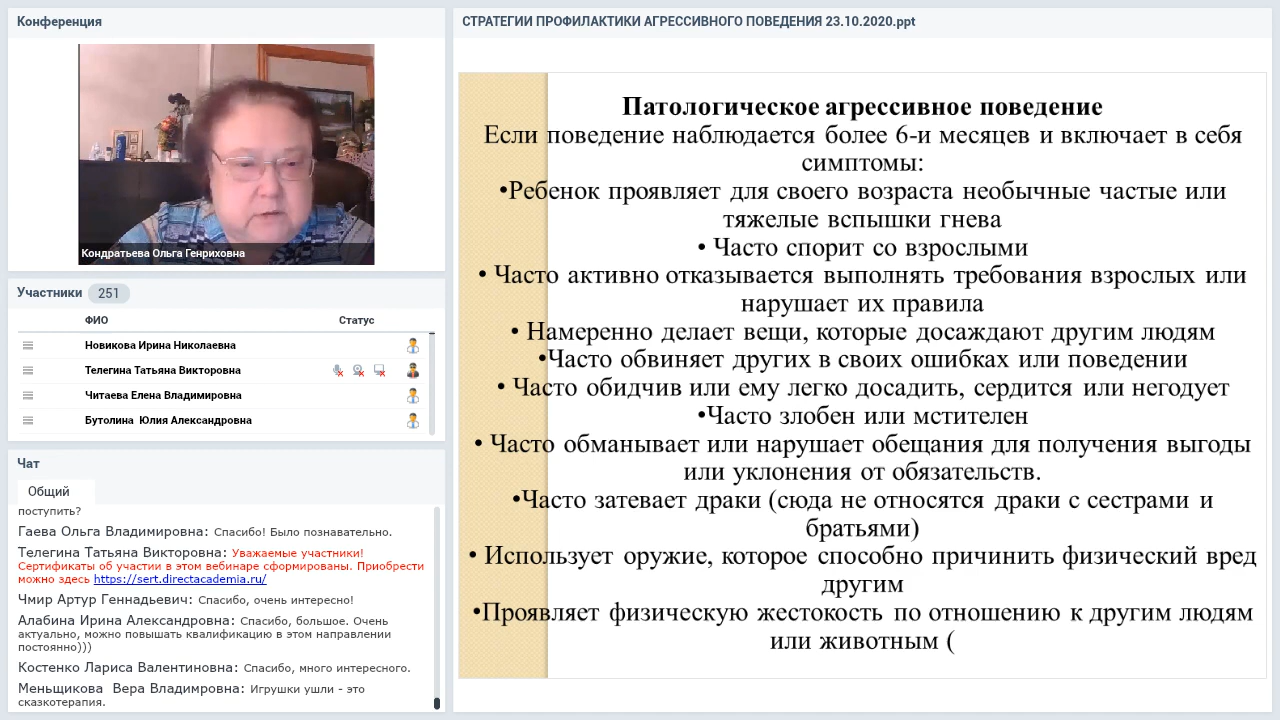 Конференция
Кондратьева Ольга Генриховна
Участники 251
ФИО Статус
Новикова Ирина Николаевна
Телегина Татьяна Викторовна
Читаева Елена Владимировна
Бутолина Юлия Александровна
Чат
Общий
поступить?
Гаева Ольга Владимировна: Спасибо! Было познавательно.
Телегина Татьяна Викторовна: Уважаемые участники!
Сертификаты об участии в этом вебинаре сформированы. Приобрести
можно здесь https://sert.directacademia.ru/
Чмир Артур Геннадьевич: Спасибо, очень интересно!
Алабина Ирина Александровна: Спасибо, большое. Очень
актуально, можно повышать квалификацию в этом направлении
постоянно)))
Костенко Лариса Валентиновна: Спасибо, много интересного.
Меньщикова Вера Владимровна: Игрушки ушли - это
сказкотерапия.
СТРАТЕГИИ ПРОФИЛАКТИКИ АГРЕССИВНОГО ПОВЕДЕНИЯ 23.10.2020.ppt
Патологическое агрессивное поведение
Если поведение наблюдается более 6-и месяцев и включает в себя
симптомы:
•Ребенок проявляет для своего возраста необычные частые или
тяжелые вспышки гнева
• Часто спорит со взрослыми
• Часто активно отказывается выполнять требования взрослых или
нарушает их правила
• Намеренно делает вещи, которые досаждают другим людям
•Часто обвиняет других в своих ошибках или поведении
• Часто обидчив или ему легко досадить, сердится или негодует
•Часто злобен или мстителен
• Часто обманывает или нарушает обещания для получения выгоды
или уклонения от обязательств.
•Часто затевает драки (сюда не относятся драки с сестрами и
братьями)
• Использует оружие, которое способно причинить физический вред
другим
•Проявляет физическую жестокость по отношению к другим людям
или животным (